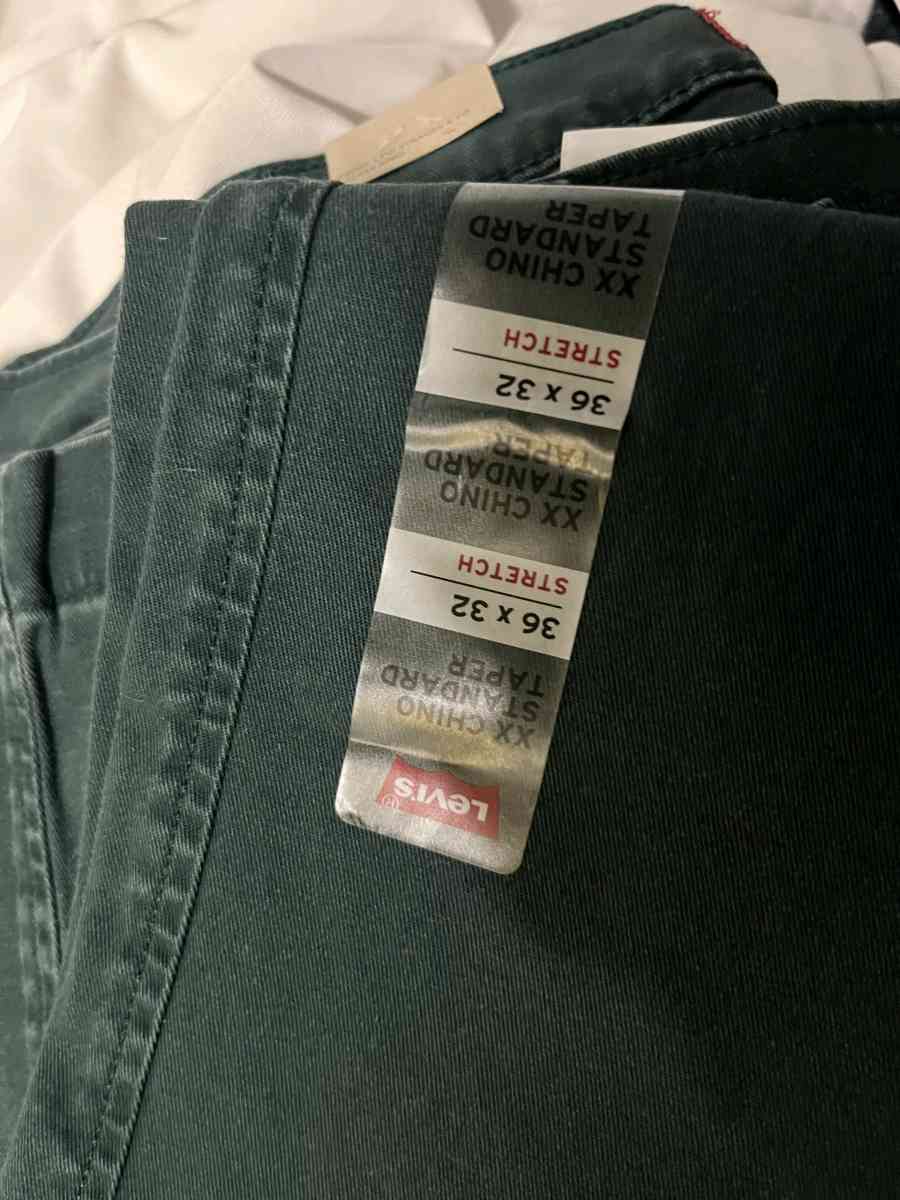 Levi's
XX CHINO
STANDARD
TAPER
36 x 32
STRETCH
XX CHINO
STANDARD
TAPER
36 x 32
STRETCH
XX CHINO
STANDARD
TAPER